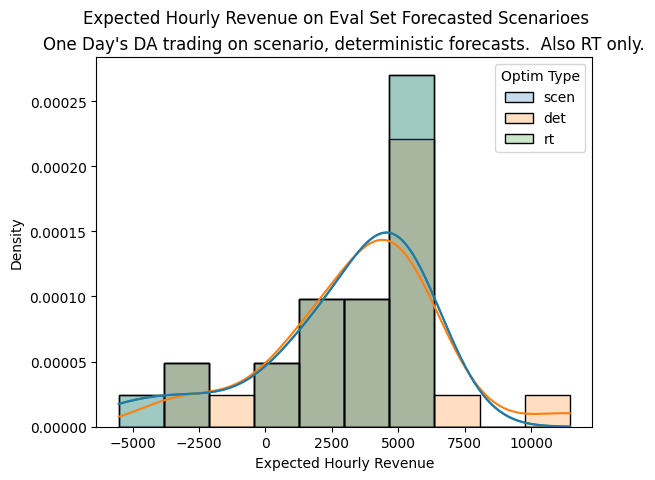 Expected Hourly Revenue on Eval Set Forecasted Scenarioes
One Day's DA trading on scenario, deterministic forecasts.  Also RT only.
Optim Type
scen
det
rt
0.00025
0.00020
0.00015
0.00010
0.00005
0.00000
Density
-5000
-2500
0
2500
5000
7500
10000
Expected Hourly Revenue